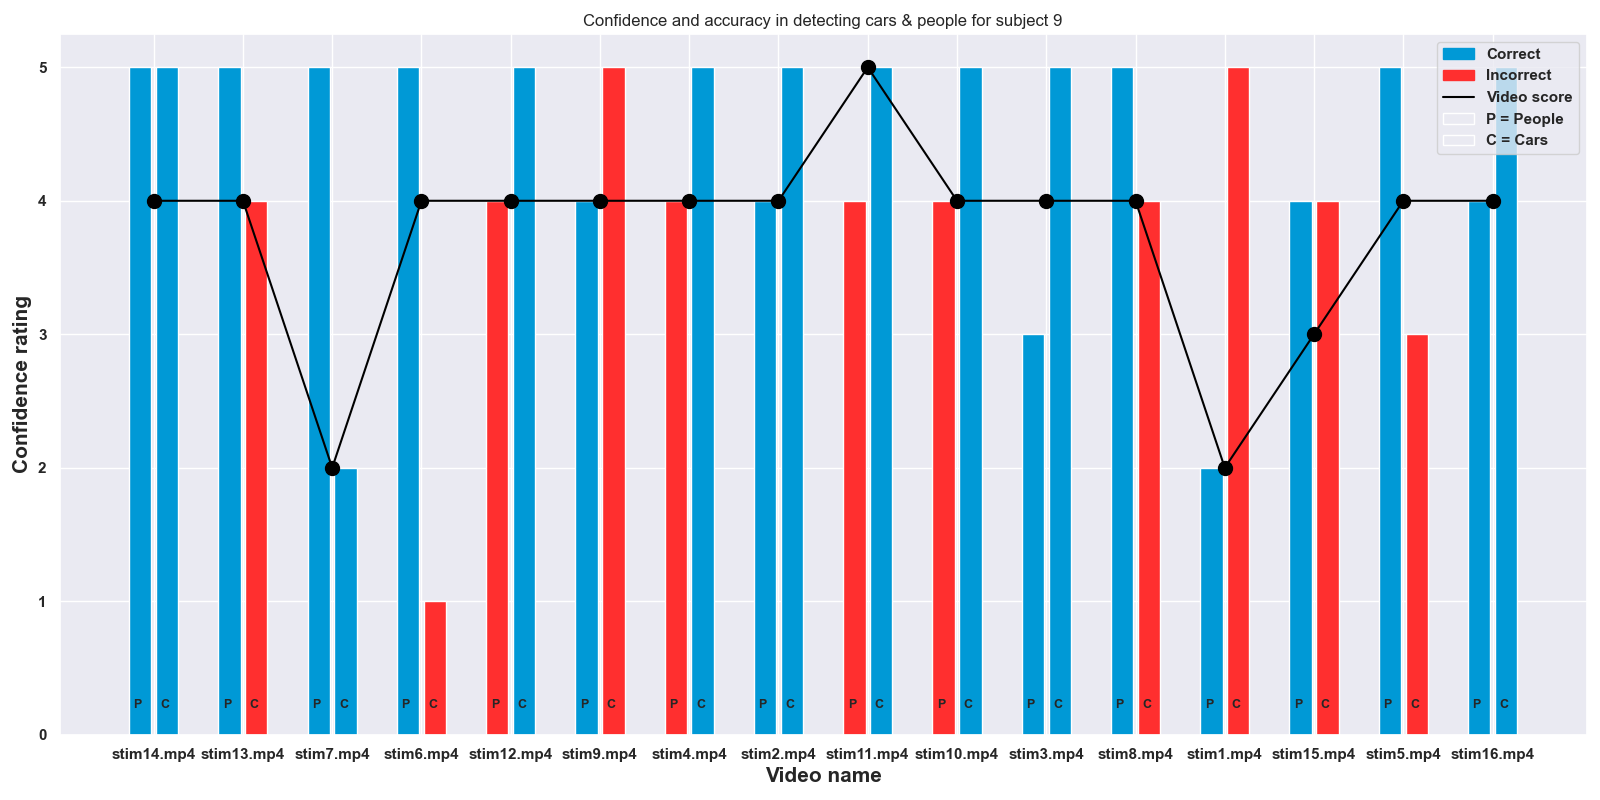 Confidence and accuracy in detecting cars & people for subject 9
Correct
Incorrect
Video score
P = People
C = Cars
Confidence rating
5
4
3
2
1
0
P C P C P C P C P C P C P C P C P C P C P C P C P C P C P C P C
stim14.mp4 stim13.mp4 stim7.mp4 stim6.mp4 stim12.mp4 stim9.mp4 stim4.mp4 stim2.mp4 stim11.mp4 stim10.mp4 stim3.mp4 stim8.mp4 stim1.mp4 stim15.mp4 stim5.mp4 stim16.mp4
Video name